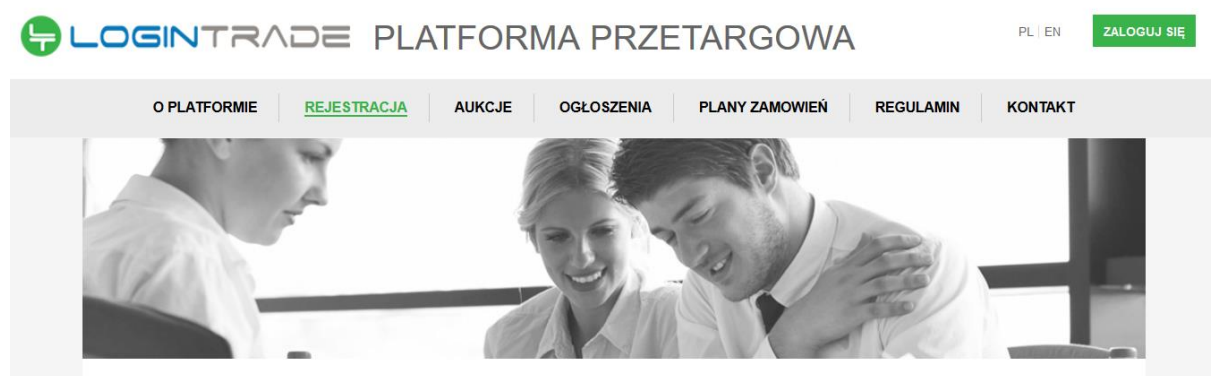 LOGINTRADE PLATFORMA PRZETARGOWA PL | EN ZALOGUJ SIĘ
O PLATFORMIE REJESTRACJA AUKCJE OGŁOSZENIA PLANY ZAMOWIEŃ REGULAMIN KONTAKT